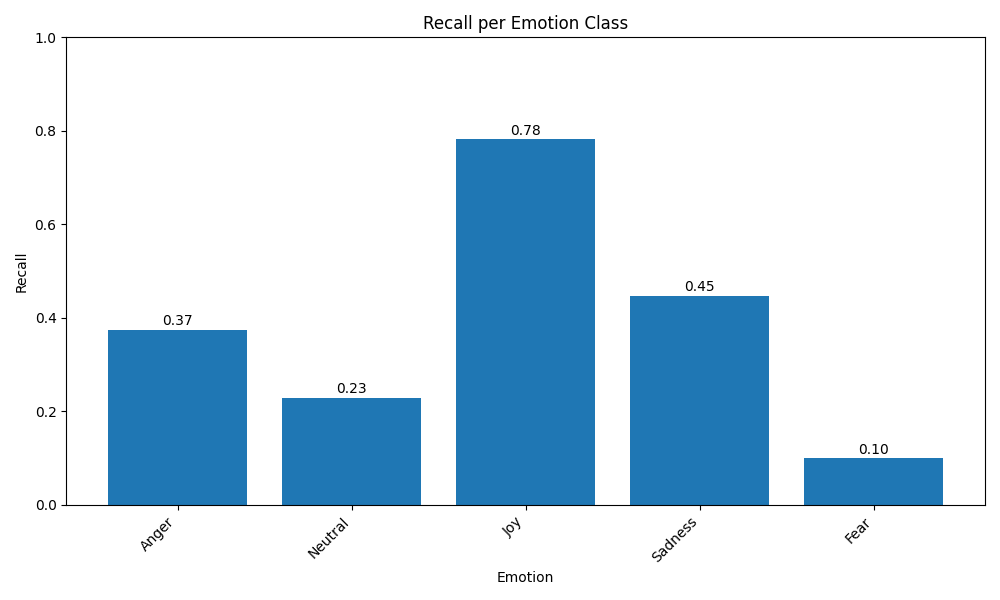 Recall per Emotion Class
1.0
0.8
0.6
0.4
0.2
0.0
Recall
0.37
0.23
0.78
0.45
0.10
Anger
Neutral
Joy
Sadness
Fear
Emotion